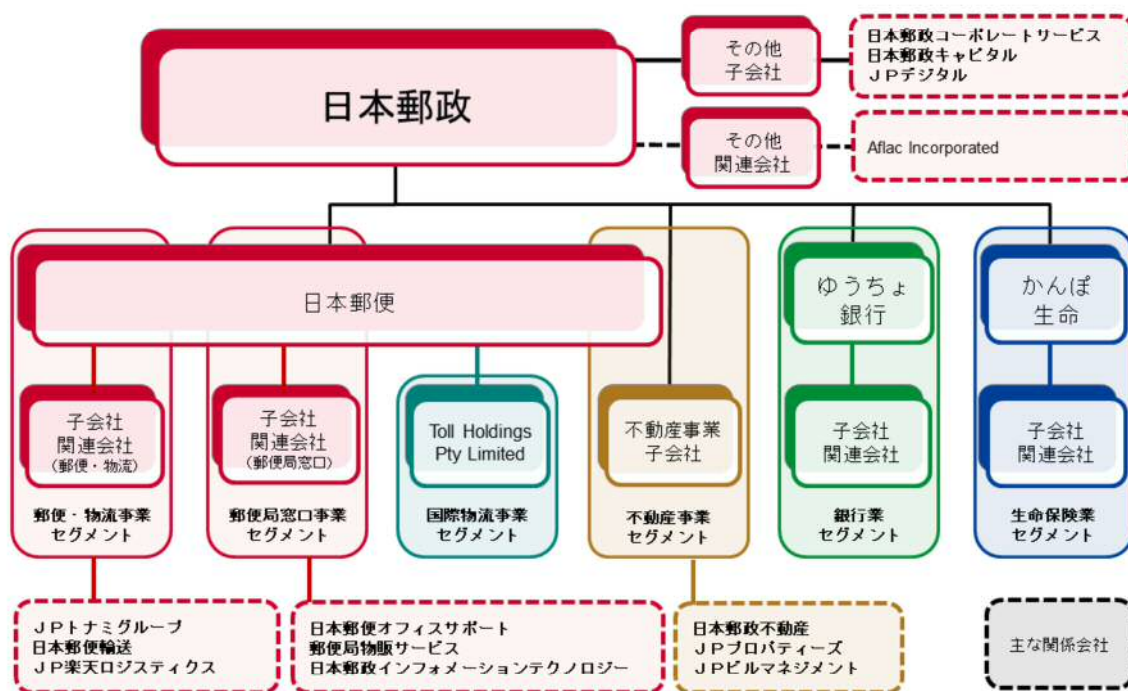 日本郵政
その他
子会社
日本郵政コーポレートサービス
日本郵政キャピタル
ＪＰデジタル
その他
関連会社
Aflac Incorporated
日本郵便
ゆうちょ
銀行
かんぽ
生命
子会社
関連会社
（郵便・物流）
子会社
関連会社
（郵便局窓口）
Toll Holdings
Pty Limited
不動産事業
子会社
子会社
関連会社
子会社
関連会社
郵便・物流事業
セグメント
郵便局窓口事業
セグメント
国際物流事業
セグメント
不動産事業
セグメント
銀行業
セグメント
生命保険業
セグメント
ＪＰトナミグループ
日本郵便輸送
ＪＰ楽天ロジスティクス
日本郵便オフィスサポート
郵便局物販サービス
日本郵政インフォメーションテクノロジー
日本郵政不動産
ＪＰプロパティーズ
ＪＰビルマネジメント
主な関係会社